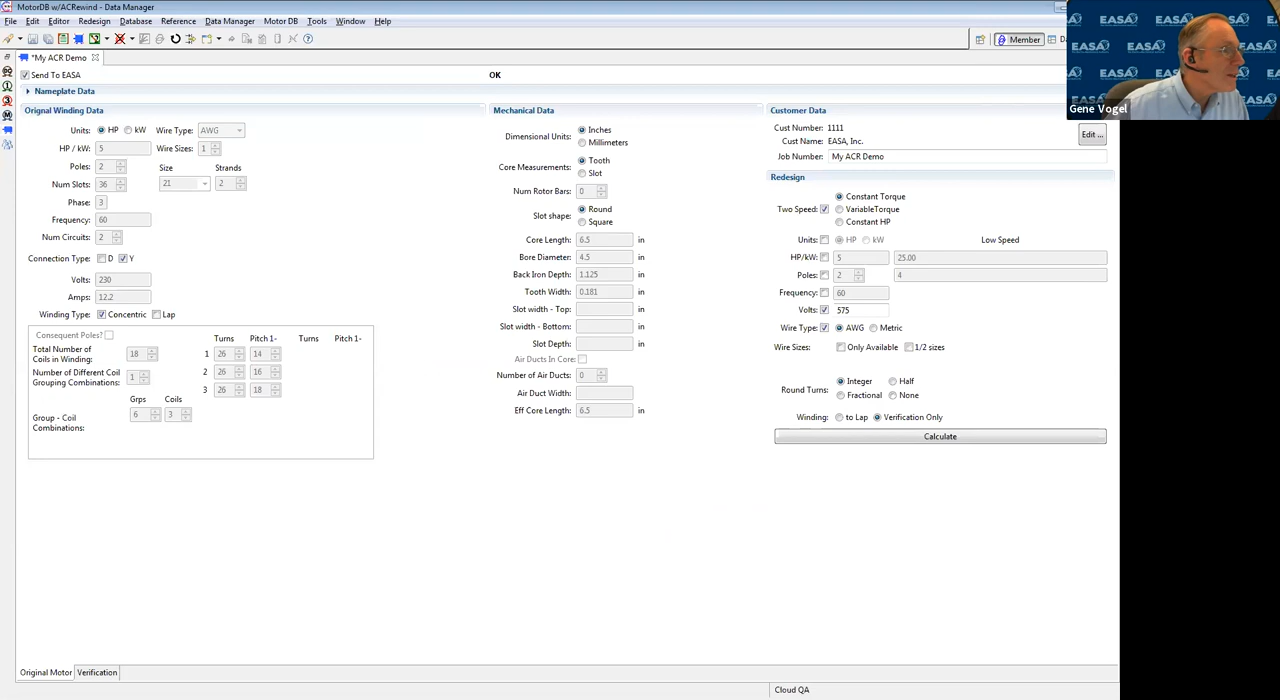 MotorDB w/ACRewind - Data Manager
File Edit Editor Redesign Database Reference Data Manager Motor DB Tools Window Help
Member
*My ACR Demo
Send To EASA OK
Nameplate Data
Orignal Winding Data
Units: HP kW Wire Type: AWG
HP / kW: 5 Wire Sizes: 1
Poles: 2 Size Strands
Num Slots: 36 21 2
Phase: 3
Frequency: 60
Num Circuits: 2
Connection Type: D Y
Volts: 230
Amps: 12.2
Winding Type: Concentric Lap
Consequent Poles? Turns Pitch 1- Turns Pitch 1-
Total Number of
Coils in Winding: 18 1 26 14
Number of Different Coil
Grouping Combinations: 1 2 26 16
3 26 18
Grps Coils
6 3
Group - Coil
Combinations:
Mechanical Data
Dimensional Units: Inches
Millimeters
Core Measurements: Tooth
Slot
Num Rotor Bars: 0
Slot shape: Round
Square
Core Length: 6.5 in
Bore Diameter: 4.5 in
Back Iron Depth: 1.125 in
Tooth Width: 0.181 in
Slot width - Top: in
Slot width - Bottom: in
Slot Depth: in
Air Ducts In Core:
Number of Air Ducts: 0
Air Duct Width:
Eff Core Length: 6.5 in
Customer Data
Cust Number: 1111
Cust Name: EASA, Inc.
Edit ...
Job Number: My ACR Demo
Redesign
Two Speed: Constant Torque
VariableTorque
Constant HP
Units: HP kW Low Speed
HP/kW: 5 25.00
Poles: 2 4
Frequency: 60
Volts: 575
Wire Type: AWG Metric
Wire Sizes: Only Available 1/2 sizes
Round Turns: Integer Half
Fractional None
Winding: to Lap Verification Only
Calculate
Original Motor Verification
Cloud QA
EASA EASA EASA
EASA EASA EASA
EASA EASA
EASA
Gene Vogel